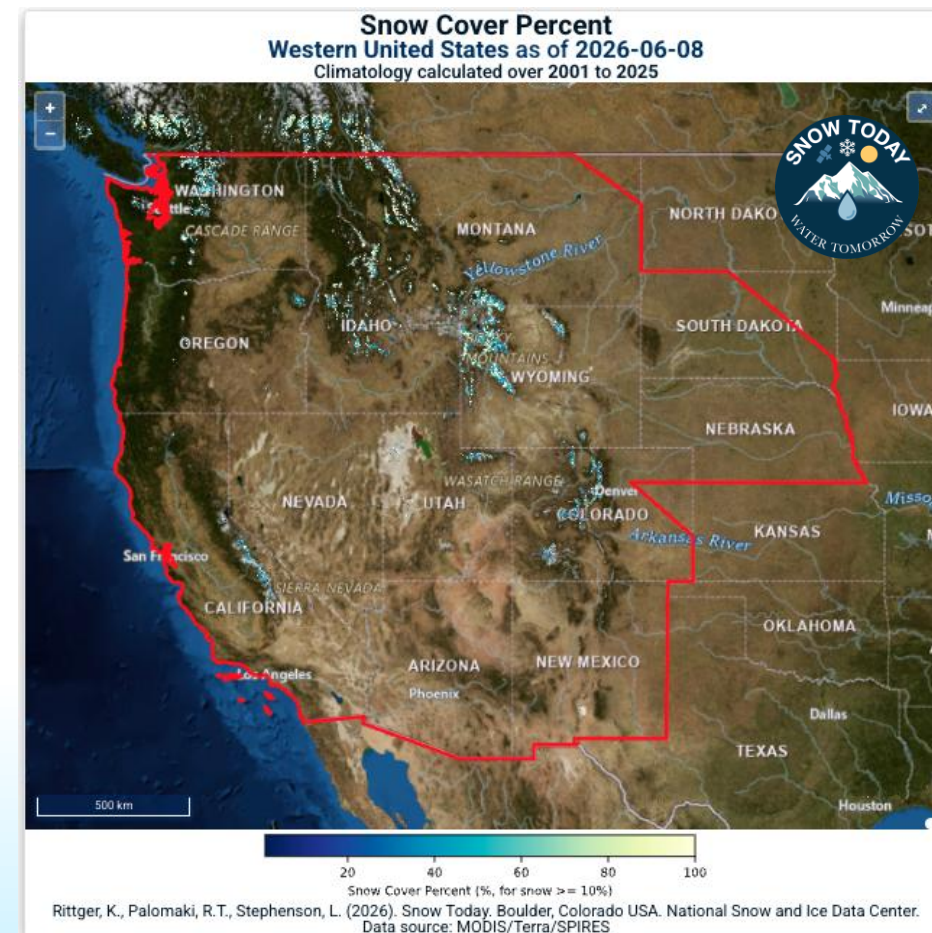 Snow Cover Percent
Western United States as of 2026-06-08
Climatology calculated over 2001 to 2025
+
−
SNOW TODAY
WATER TOMORROW
WASHINGTON
Seattle
CASCADE RANGE
MONTANA
NORTH DAKO
Yellowstone River
Minneap
IDAHO
OREGON
SOUTH DAKOTA
MOUNTAINS
WYOMING
IOWA
NEBRASKA
WASATCH RANGE
Denver
NEVADA
UTAH
COLORADO
Misso
Arkansas River
KANSAS
San Francisco
SIERRA NEVADA
CALIFORNIA
OKLAHOMA
ARIZONA
NEW MEXICO
Los Angeles
Phoenix
Dallas
TEXAS
500 km
Houston
20 40 60 80 100
Snow Cover Percent (%, for snow >= 10%)
Rittger, K., Palomaki, R.T., Stephenson, L. (2026). Snow Today. Boulder, Colorado USA. National Snow and Ice Data Center.
Data source: MODIS/Terra/SPIRES